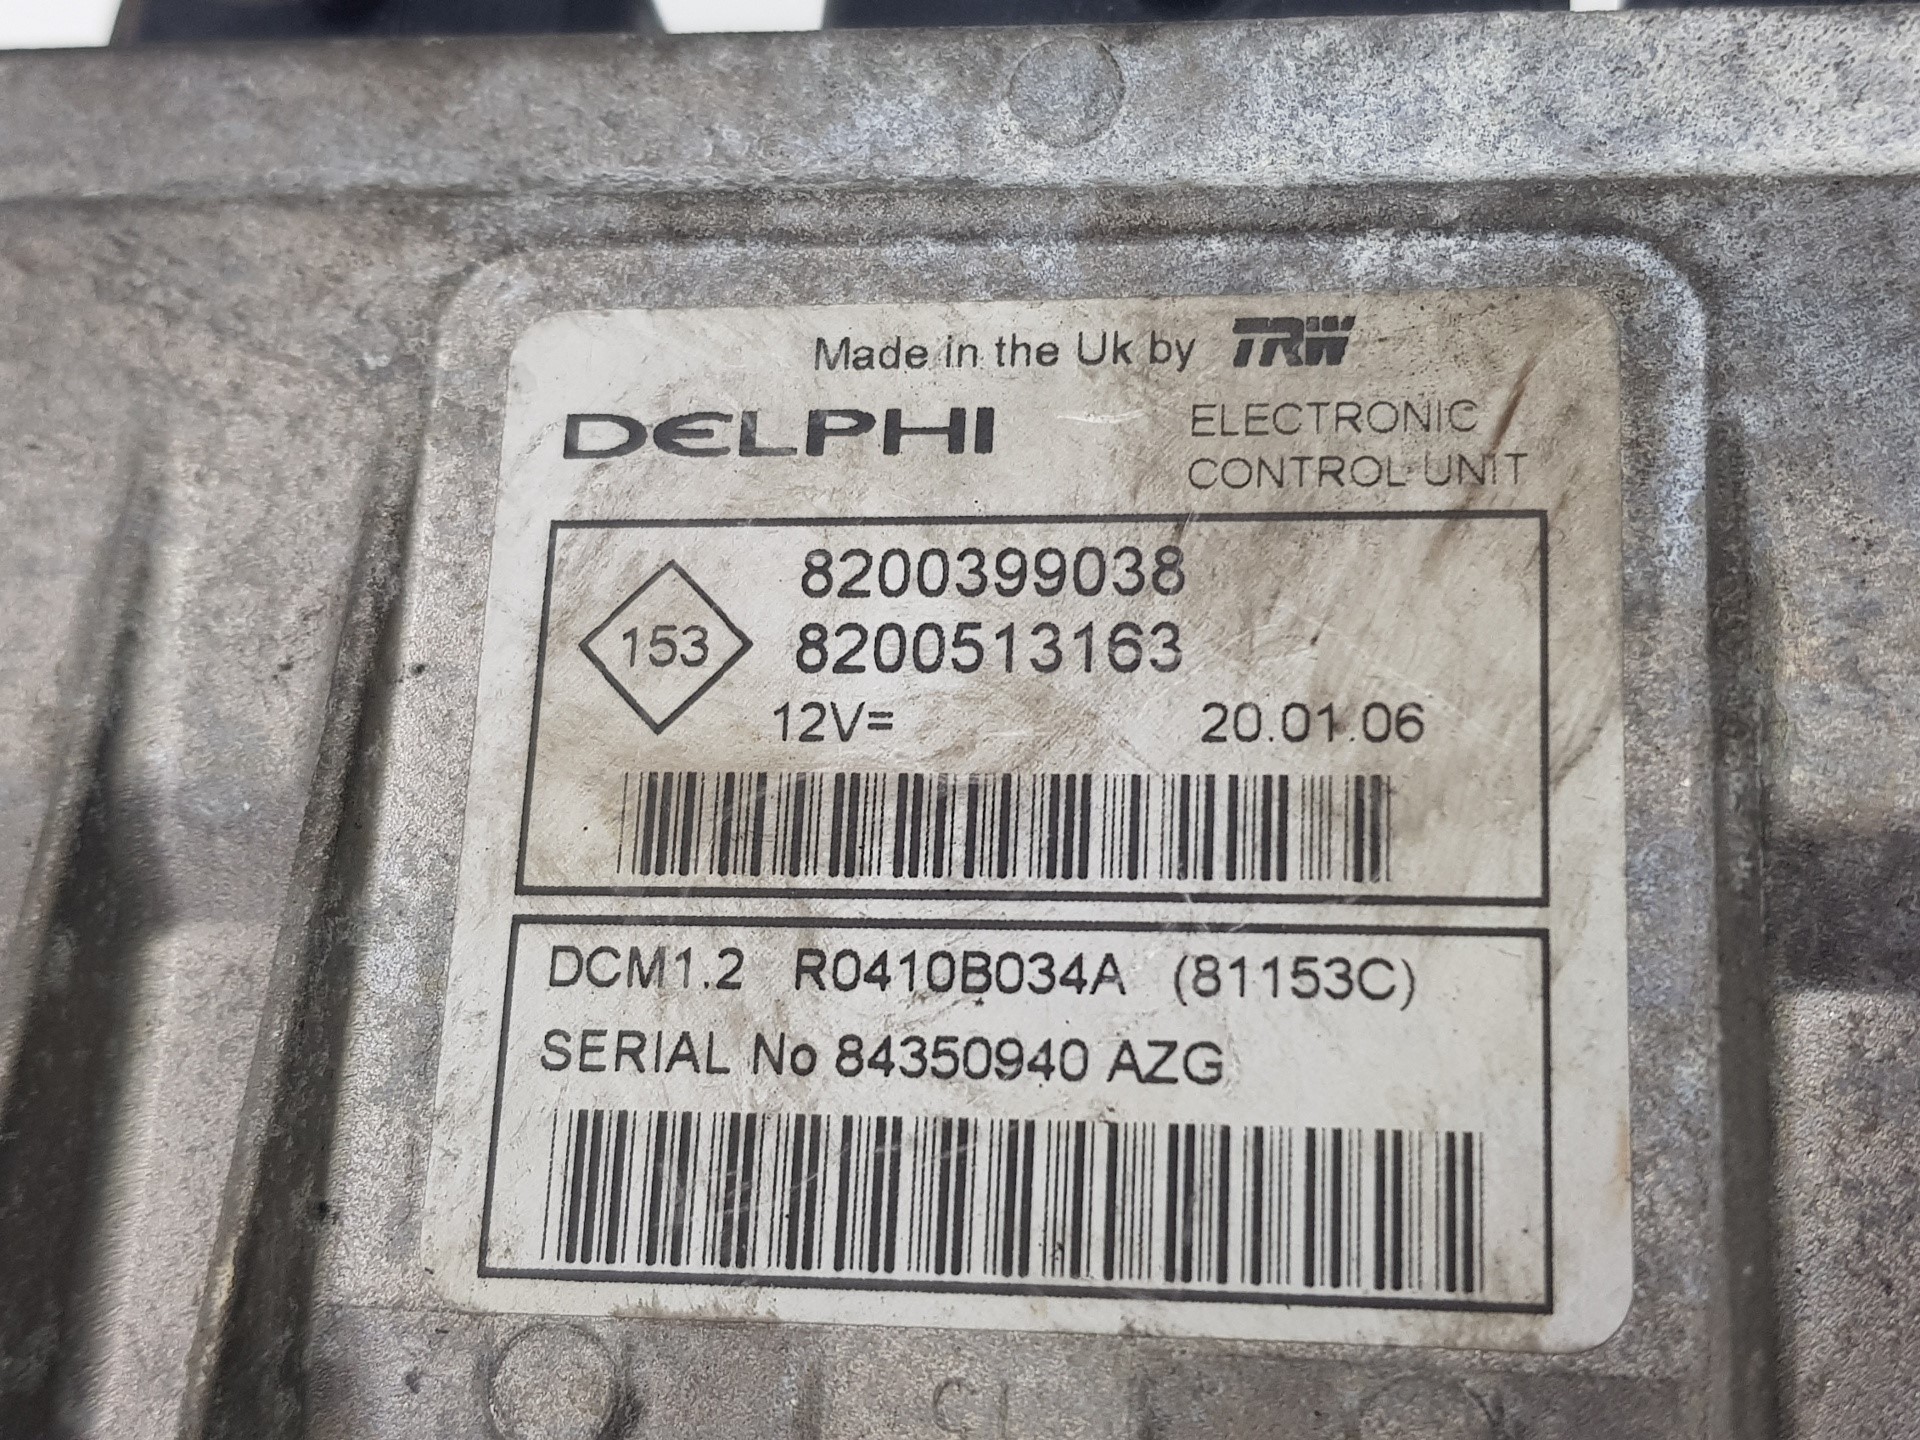 Made in the Uk by TRW
DELPHI
ELECTRONIC
CONTROL UNIT
8200399038
153
8200513163
12V= 20.01.06
DCM1.2 R0410B034A (81153C)
SERIAL No 84350940 AZG